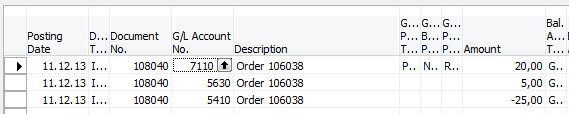 G... G... G... Bal.
Posting D... Document G/L Account P... B... P... A...
Date T... No. No. Description T... P... P... Amount T
11.12.13 I... 108040 7110 Order 106038 P.. N.. R.. 20,00 G..
11.12.13 I... 108040 5630 Order 106038 5,00 G..
11.12.13 I... 108040 5410 Order 106038 -25,00 G..